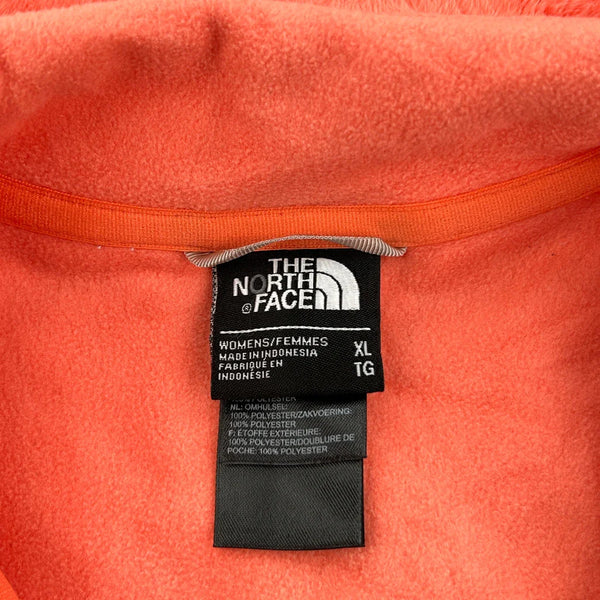 THE
NORTH
® FACE
WOMENS/FEMMES XL
MADE IN INDONESIA TG
FABRIQUÉ EN
INDONÉSIE
100% POLYESTER
NL: OMHULSEL:
100% POLYESTER/ZAKVOERING:
100% POLYESTER
F: ÉTOFFE EXTÉRIEURE:
100% POLYESTER/DOUBLURE DE
POCHE: 100% POLYESTER